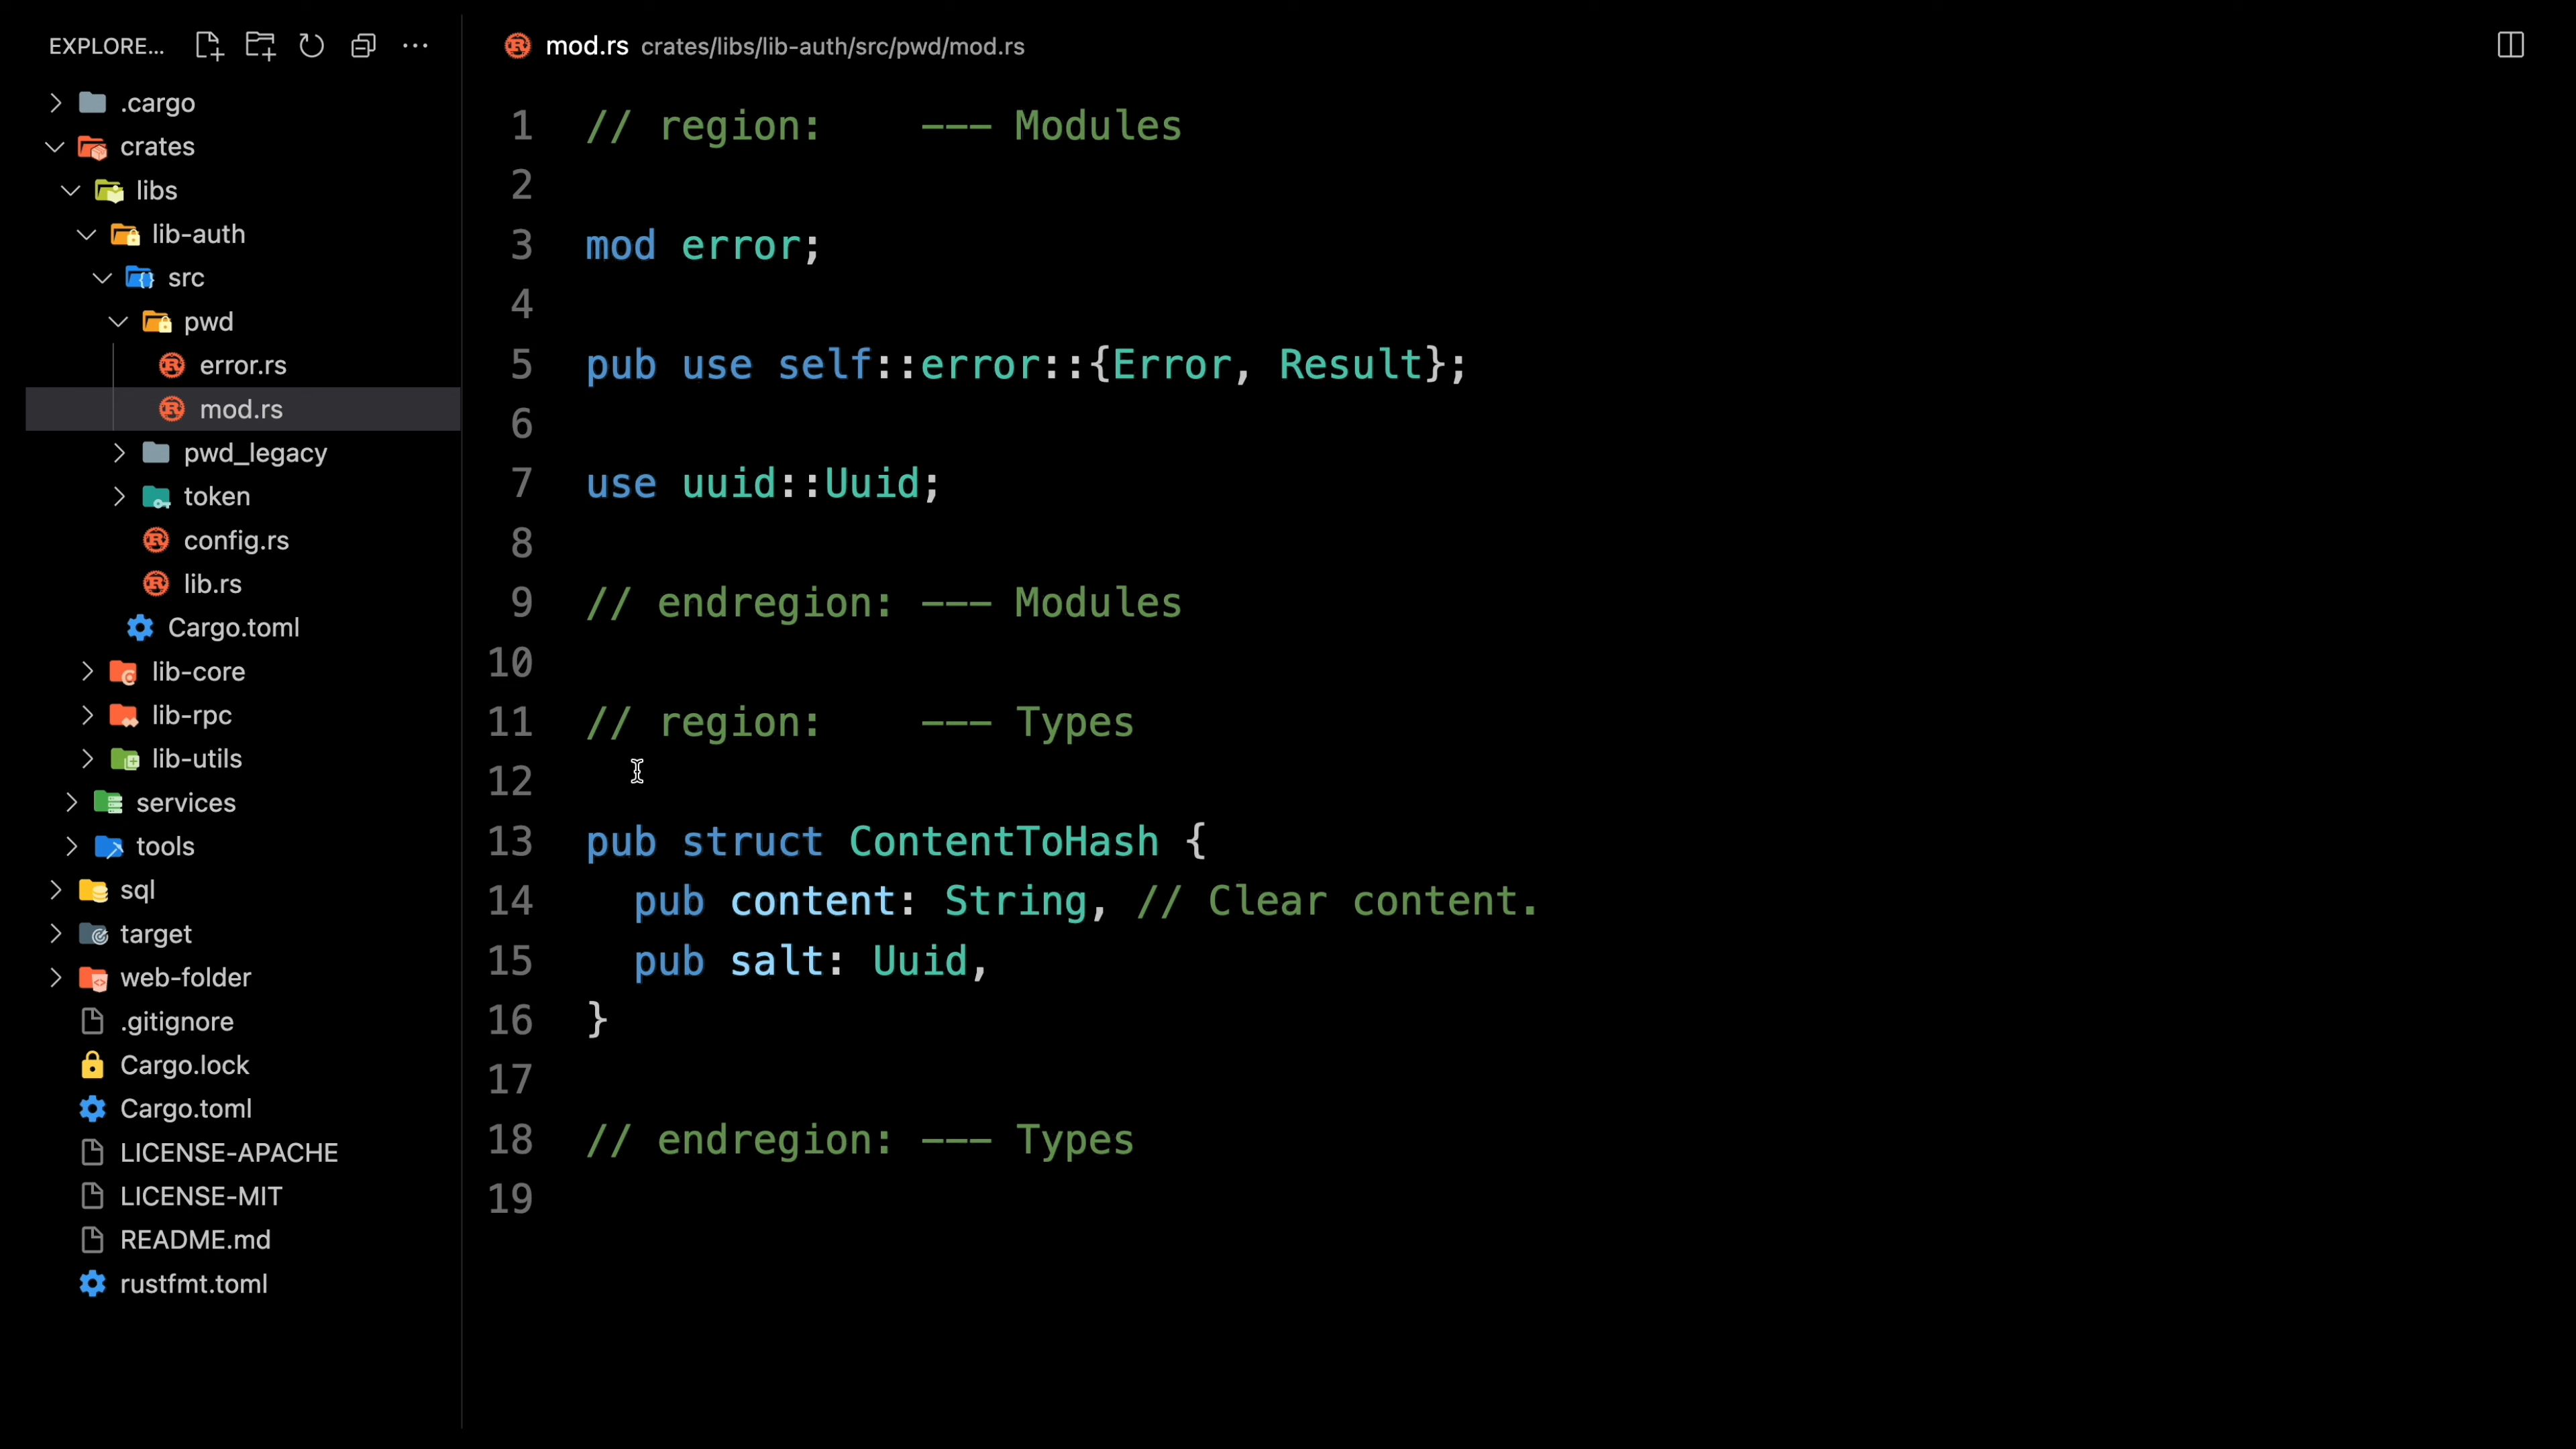 EXPLORE...
.cargo
crates
libs
lib-auth
src
pwd
error.rs
mod.rs
pwd_legacy
token
config.rs
lib.rs
Cargo.toml
lib-core
lib-rpc
lib-utils
services
tools
sql
target
web-folder
.gitignore
Cargo.lock
Cargo.toml
LICENSE-APACHE
LICENSE-MIT
README.md
rustfmt.toml
mod.rs crates/libs/lib-auth/src/pwd/mod.rs
1 // region:    --- Modules
2
3 mod error;
4
5 pub use self::error::{Error, Result};
6
7 use uuid::Uuid;
8
9 // endregion: --- Modules
10
11 // region:    --- Types
12
13 pub struct ContentToHash {
14   pub content: String, // Clear content.
15   pub salt: Uuid,
16 }
17
18 // endregion: --- Types
19